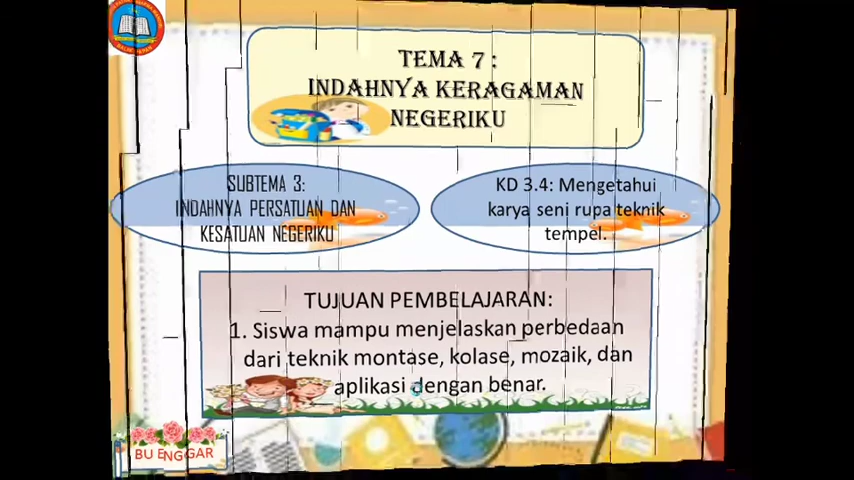 TEMA 7 :
INDAHNYA KERAGAMAN
NEGERIKU
SUBTEMA 3:
INDAHNYA PERSATUAN DAN
KESATUAN NEGERIKU
KD 3.4: Mengetahui
karya seni rupa teknik
tempel.
TUJUAN PEMBELAJARAN:
1. Siswa mampu menjelaskan perbedaan
dari teknik montase, kolase, mozaik, dan
aplikasi dengan benar.
BU ENGGAR